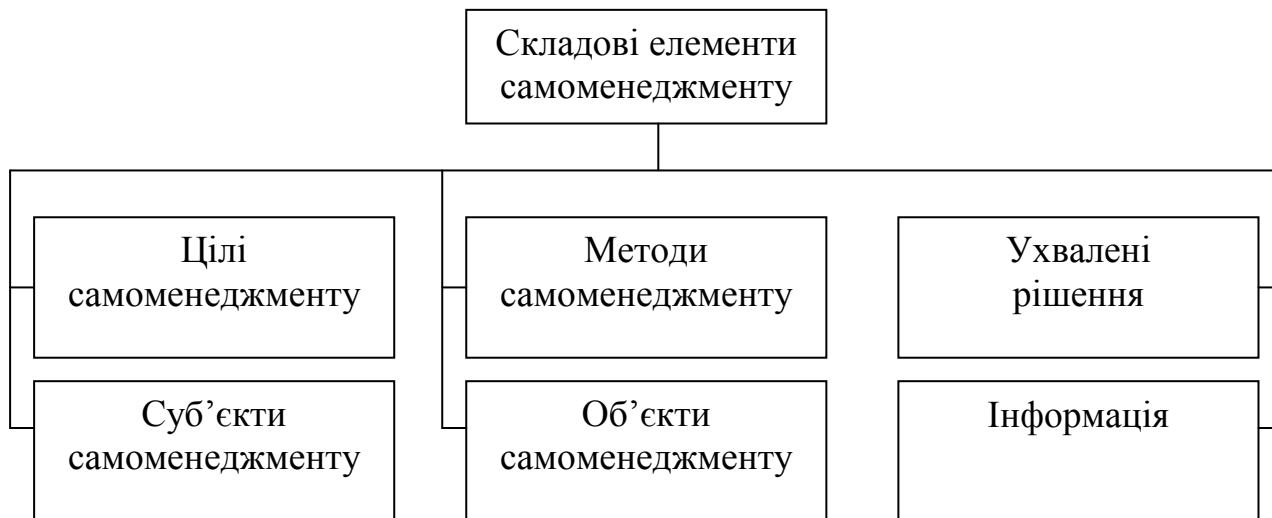 Складові елементи
самоменеджменту
Цілі
самоменеджменту
Методи
самоменеджменту
Ухвалені
рішення
Суб’єкти
самоменеджменту
Об’єкти
самоменеджменту
Інформація